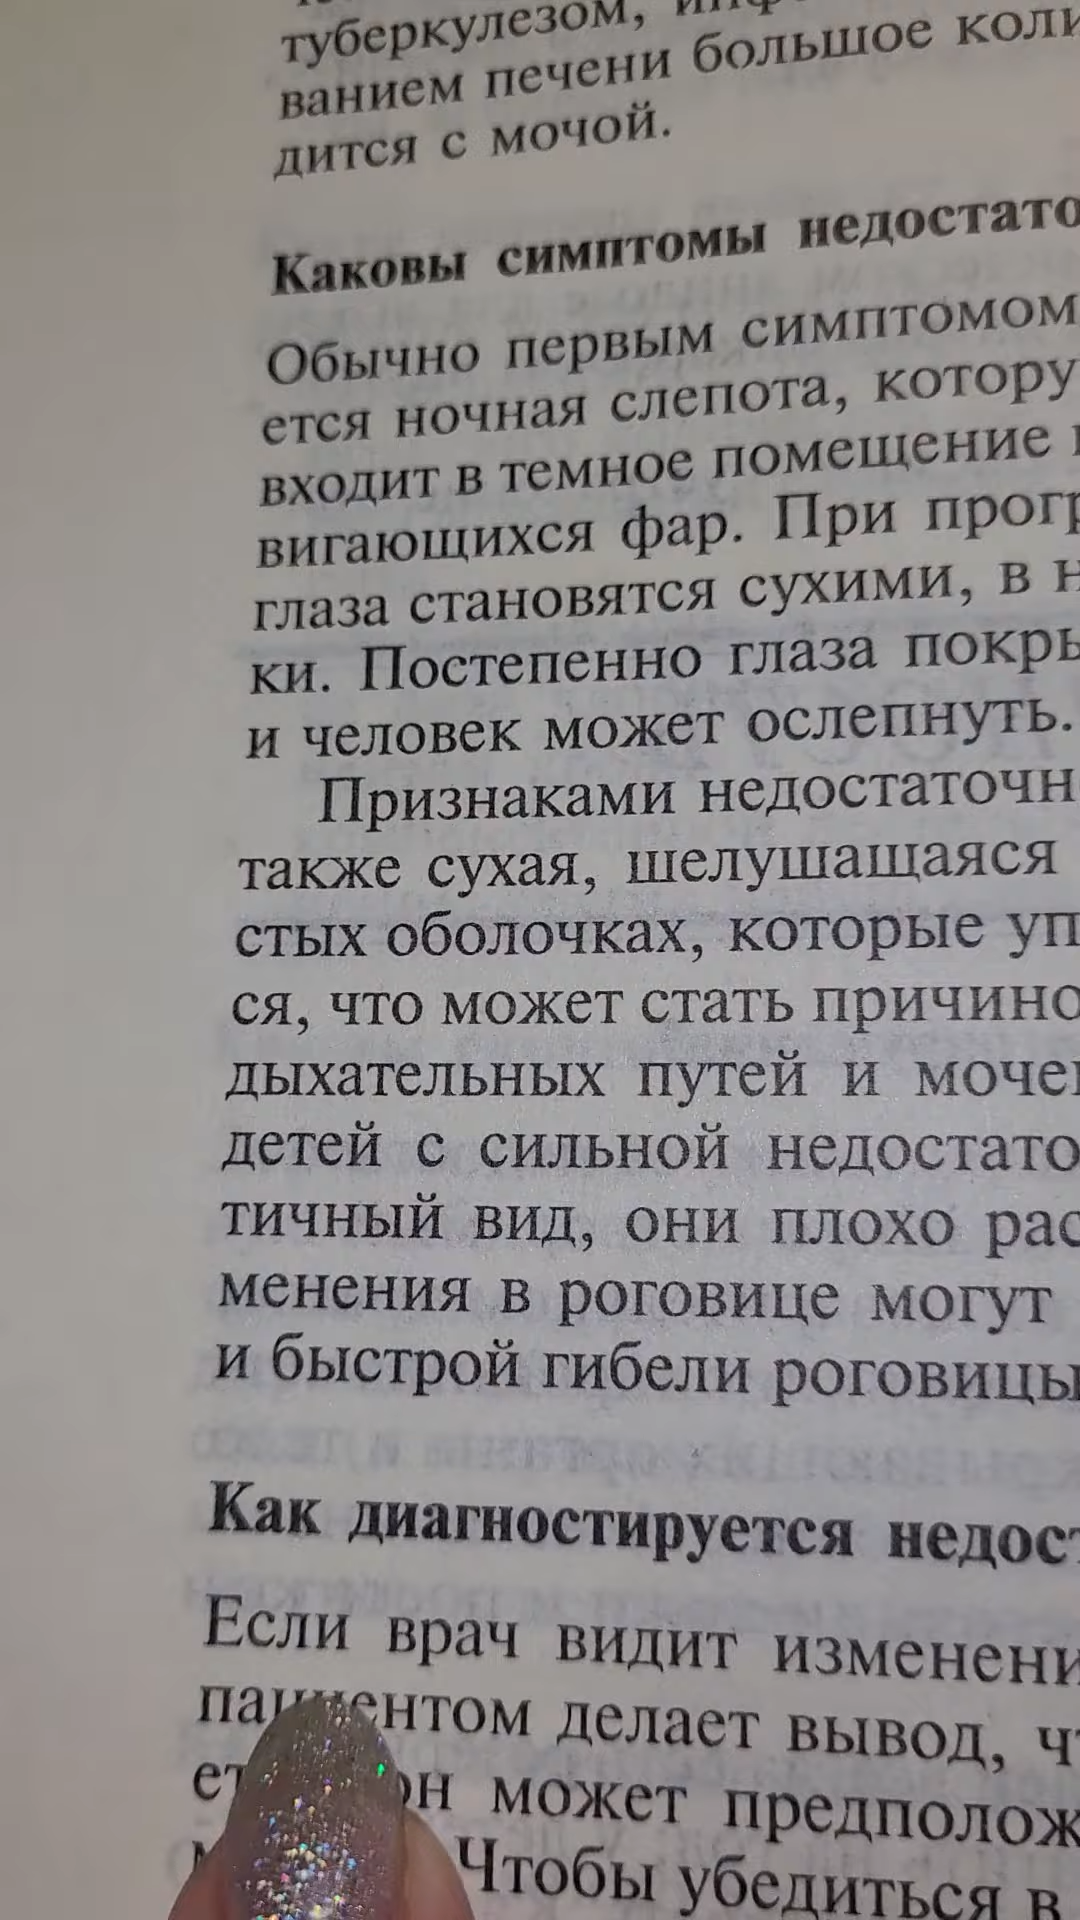 туберкулезом,
ванием печени большое коли
дится с мочой.
Каковы симптомы недостато
Обычно первым симптомом
ется ночная слепота, котору
входит в темное помещение
вигающихся фар. При прогр
глаза становятся сухими, в н
ки. Постепенно глаза покры
и человек может ослепнуть.
Признаками недостаточн
также сухая, шелушащаяся
стых оболочках, которые уп
ся, что может стать причино
дыхательных путей и моче
детей с сильной недостато
тичный вид, они плохо рас
менения в роговице могут
и быстрой гибели роговицы
Как диагностируется недост
Если врач видит изменени
пациентом делает вывод, чт
он может предполож
Чтобы убедиться в